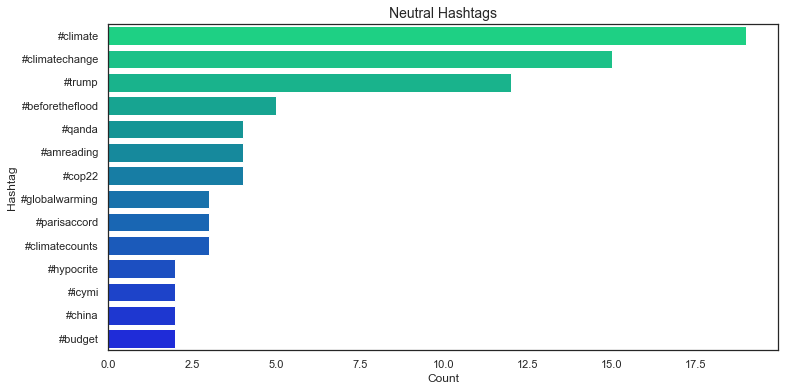 Neutral Hashtags
#climate
#climatechange
#trump
#beforetheflood
#qanda
#amreading
#cop22
#globalwarming
#parisaccord
#climatecounts
#hypocrite
#icymi
#china
#budget
Hashtag
0.0 2.5 5.0 7.5 10.0 12.5 15.0 17.5
Count